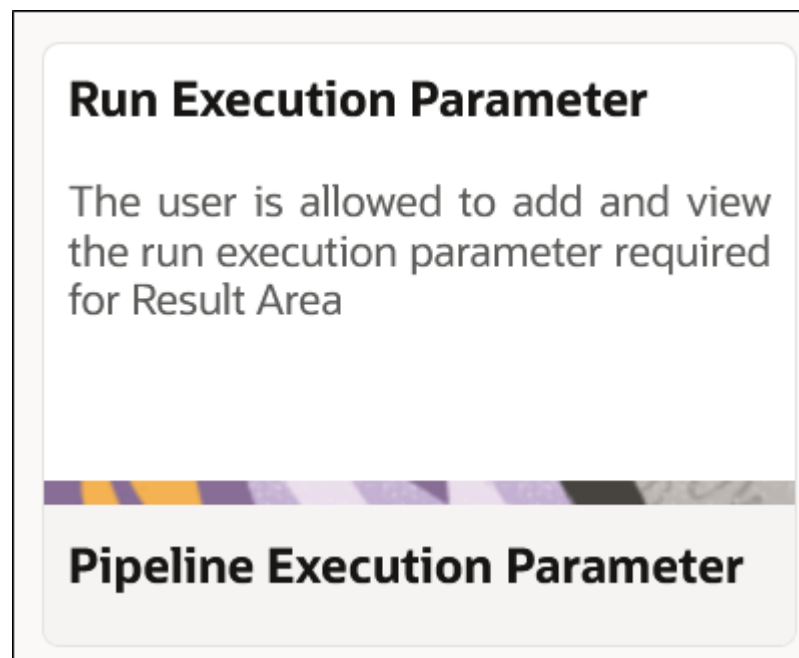 Run Execution Parameter
The user is allowed to add and view
the run execution parameter required
for Result Area
Pipeline Execution Parameter